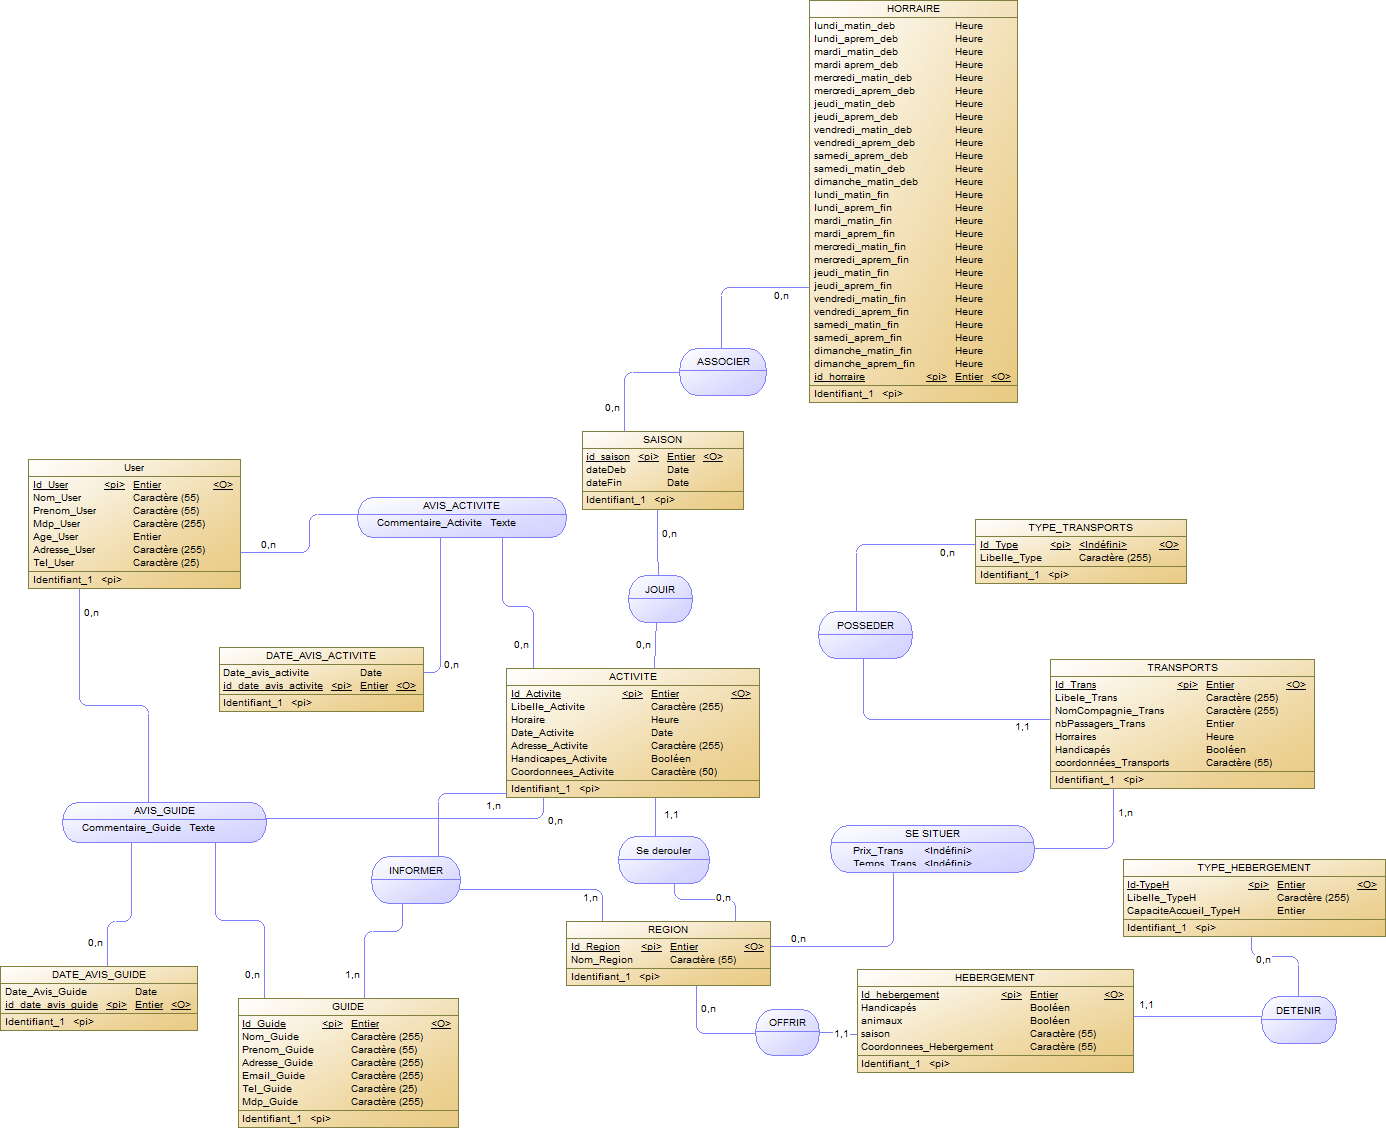 HORRAIRE
lundi_matin_deb Heure
lundi_aprem_deb Heure
mardi_matin_deb Heure
mardi aprem_deb Heure
mercredi_matin_deb Heure
mercredi_aprem_deb Heure
jeudi_matin_deb Heure
jeudi_aprem_deb Heure
vendredi_matin_deb Heure
vendredi_aprem_deb Heure
samedi_aprem_deb Heure
samedi_matin_deb Heure
dimanche_matin_deb Heure
lundi_matin_fin Heure
lundi_aprem_fin Heure
mardi_matin_fin Heure
mardi_aprem_fin Heure
mercredi_matin_fin Heure
mercredi_aprem_fin Heure
jeudi_matin_fin Heure
jeudi_aprem_fin Heure
vendredi_matin_fin Heure
vendredi_aprem_fin Heure
samedi_matin_fin Heure
samedi_aprem_fin Heure
dimanche_matin_fin Heure
dimanche_aprem_fin Heure
id_horraire <pi> Entier <O>
Identifiant_1 <pi>
0,n
ASSOCIER
0,n
SAISON
id_saison <pi> Entier <O>
dateDeb Date
dateFin Date
Identifiant_1 <pi>
0,n
JOUIR
0,n
User
Id_User <pi> Entier <O>
Nom_User Caractère (55)
Prenom_User Caractère (55)
Mdp_User Caractère (255)
Age_User Entier
Adresse_User Caractère (255)
Tel_User Caractère (25)
Identifiant_1 <pi>
0,n
0,n
AVIS_ACTIVITE
Commentaire_Activite Texte
0,n
0,n
DATE_AVIS_ACTIVITE
Date_avis_activite Date
id_date_avis_activite <pi> Entier <O>
Identifiant_1 <pi>
ACTIVITE
Id_Activite <pi> Entier <O>
Libelle_Activite Caractère (255)
Horaire Heure
Date_Activite Date
Adresse_Activite Caractère (255)
Handicapes_Activite Booléen
Coordonnees_Activite Caractère (50)
Identifiant_1 <pi>
1,n
0,n
1,1
TYPE_TRANSPORTS
Id_Type <pi> <Indéfini> <O>
Libelle_Type Caractère (255)
Identifiant_1 <pi>
0,n
POSSEDER
1,1
TRANSPORTS
Id_Trans <pi> Entier <O>
Libele_Trans Caractère (255)
NomCompagnie_Trans Caractère (255)
nbPassagers_Trans Entier
Horraires Heure
Handicapés Booléen
coordonnées_Transports Caractère (55)
Identifiant_1 <pi>
1,n
AVIS_GUIDE
Commentaire_Guide Texte
0,n
0,n
INFORMER
1,n
1,n
Se derouler
0,n
SE SITUER
Prix_Trans <Indéfini>
Temps_Trans <Indéfini>
0,n
TYPE_HEBERGEMENT
Id-TypeH <pi> Entier <O>
Libelle_TypeH Caractère (255)
CapaciteAccueil_TypeH Entier
Identifiant_1 <pi>
0,n
REGION
Id_Region <pi> Entier <O>
Nom_Region Caractère (55)
Identifiant_1 <pi>
0,n
OFFRIR
1,1
DATE_AVIS_GUIDE
Date_Avis_Guide Date
id_date_avis_guide <pi> Entier <O>
Identifiant_1 <pi>
GUIDE
Id_Guide <pi> Entier <O>
Nom_Guide Caractère (255)
Prenom_Guide Caractère (55)
Adresse_Guide Caractère (255)
Email_Guide Caractère (255)
Tel_Guide Caractère (25)
Mdp_Guide Caractère (255)
Identifiant_1 <pi>
HEBERGEMENT
Id_hebergement <pi> Entier <O>
Handicapés Booléen
animaux Booléen
saison Caractère (55)
Coordonnees_Hebergement Caractère (55)
Identifiant_1 <pi>
1,1
DETENIR